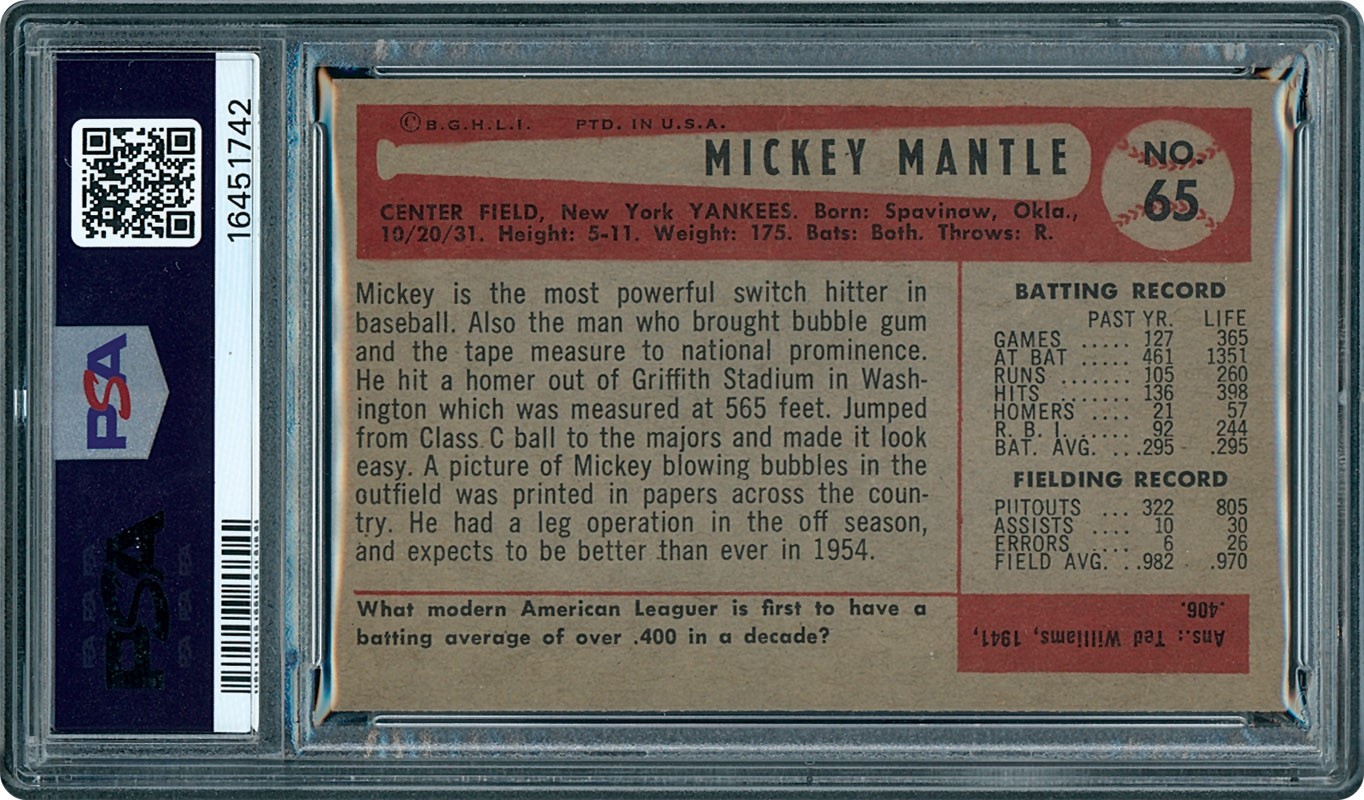 PSA
16451742
PSA
© B.G.H.L.I. PTD. IN U.S.A.
MICKEY MANTLE
NO.
65
CENTER FIELD, New York YANKEES. Born: Spavinaw, Okla.,
10/20/31. Height: 5-11. Weight: 175. Bats: Both. Throws: R.
Mickey is the most powerful switch hitter in
baseball. Also the man who brought bubble gum
and the tape measure to national prominence.
He hit a homer out of Griffith Stadium in Wash-
ington which was measured at 565 feet. Jumped
from Class C ball to the majors and made it look
easy. A picture of Mickey blowing bubbles in the
outfield was printed in papers across the coun-
try. He had a leg operation in the off season,
and expects to be better than ever in 1954.
What modern American Leaguer is first to have a
batting average of over .400 in a decade?
BATTING RECORD
PAST YR. LIFE
GAMES ..... 127 365
AT BAT ..... 461 1351
RUNS ....... 105 260
HITS ....... 136 398
HOMERS .... 21 57
R. B. I. ..... 92 244
BAT. AVG. ...295 .295
FIELDING RECORD
PUTOUTS ... 322 805
ASSISTS .... 10 30
ERRORS .... 6 26
FIELD AVG. ..982 .970
Ans.: Ted Williams, 1941,
.406.